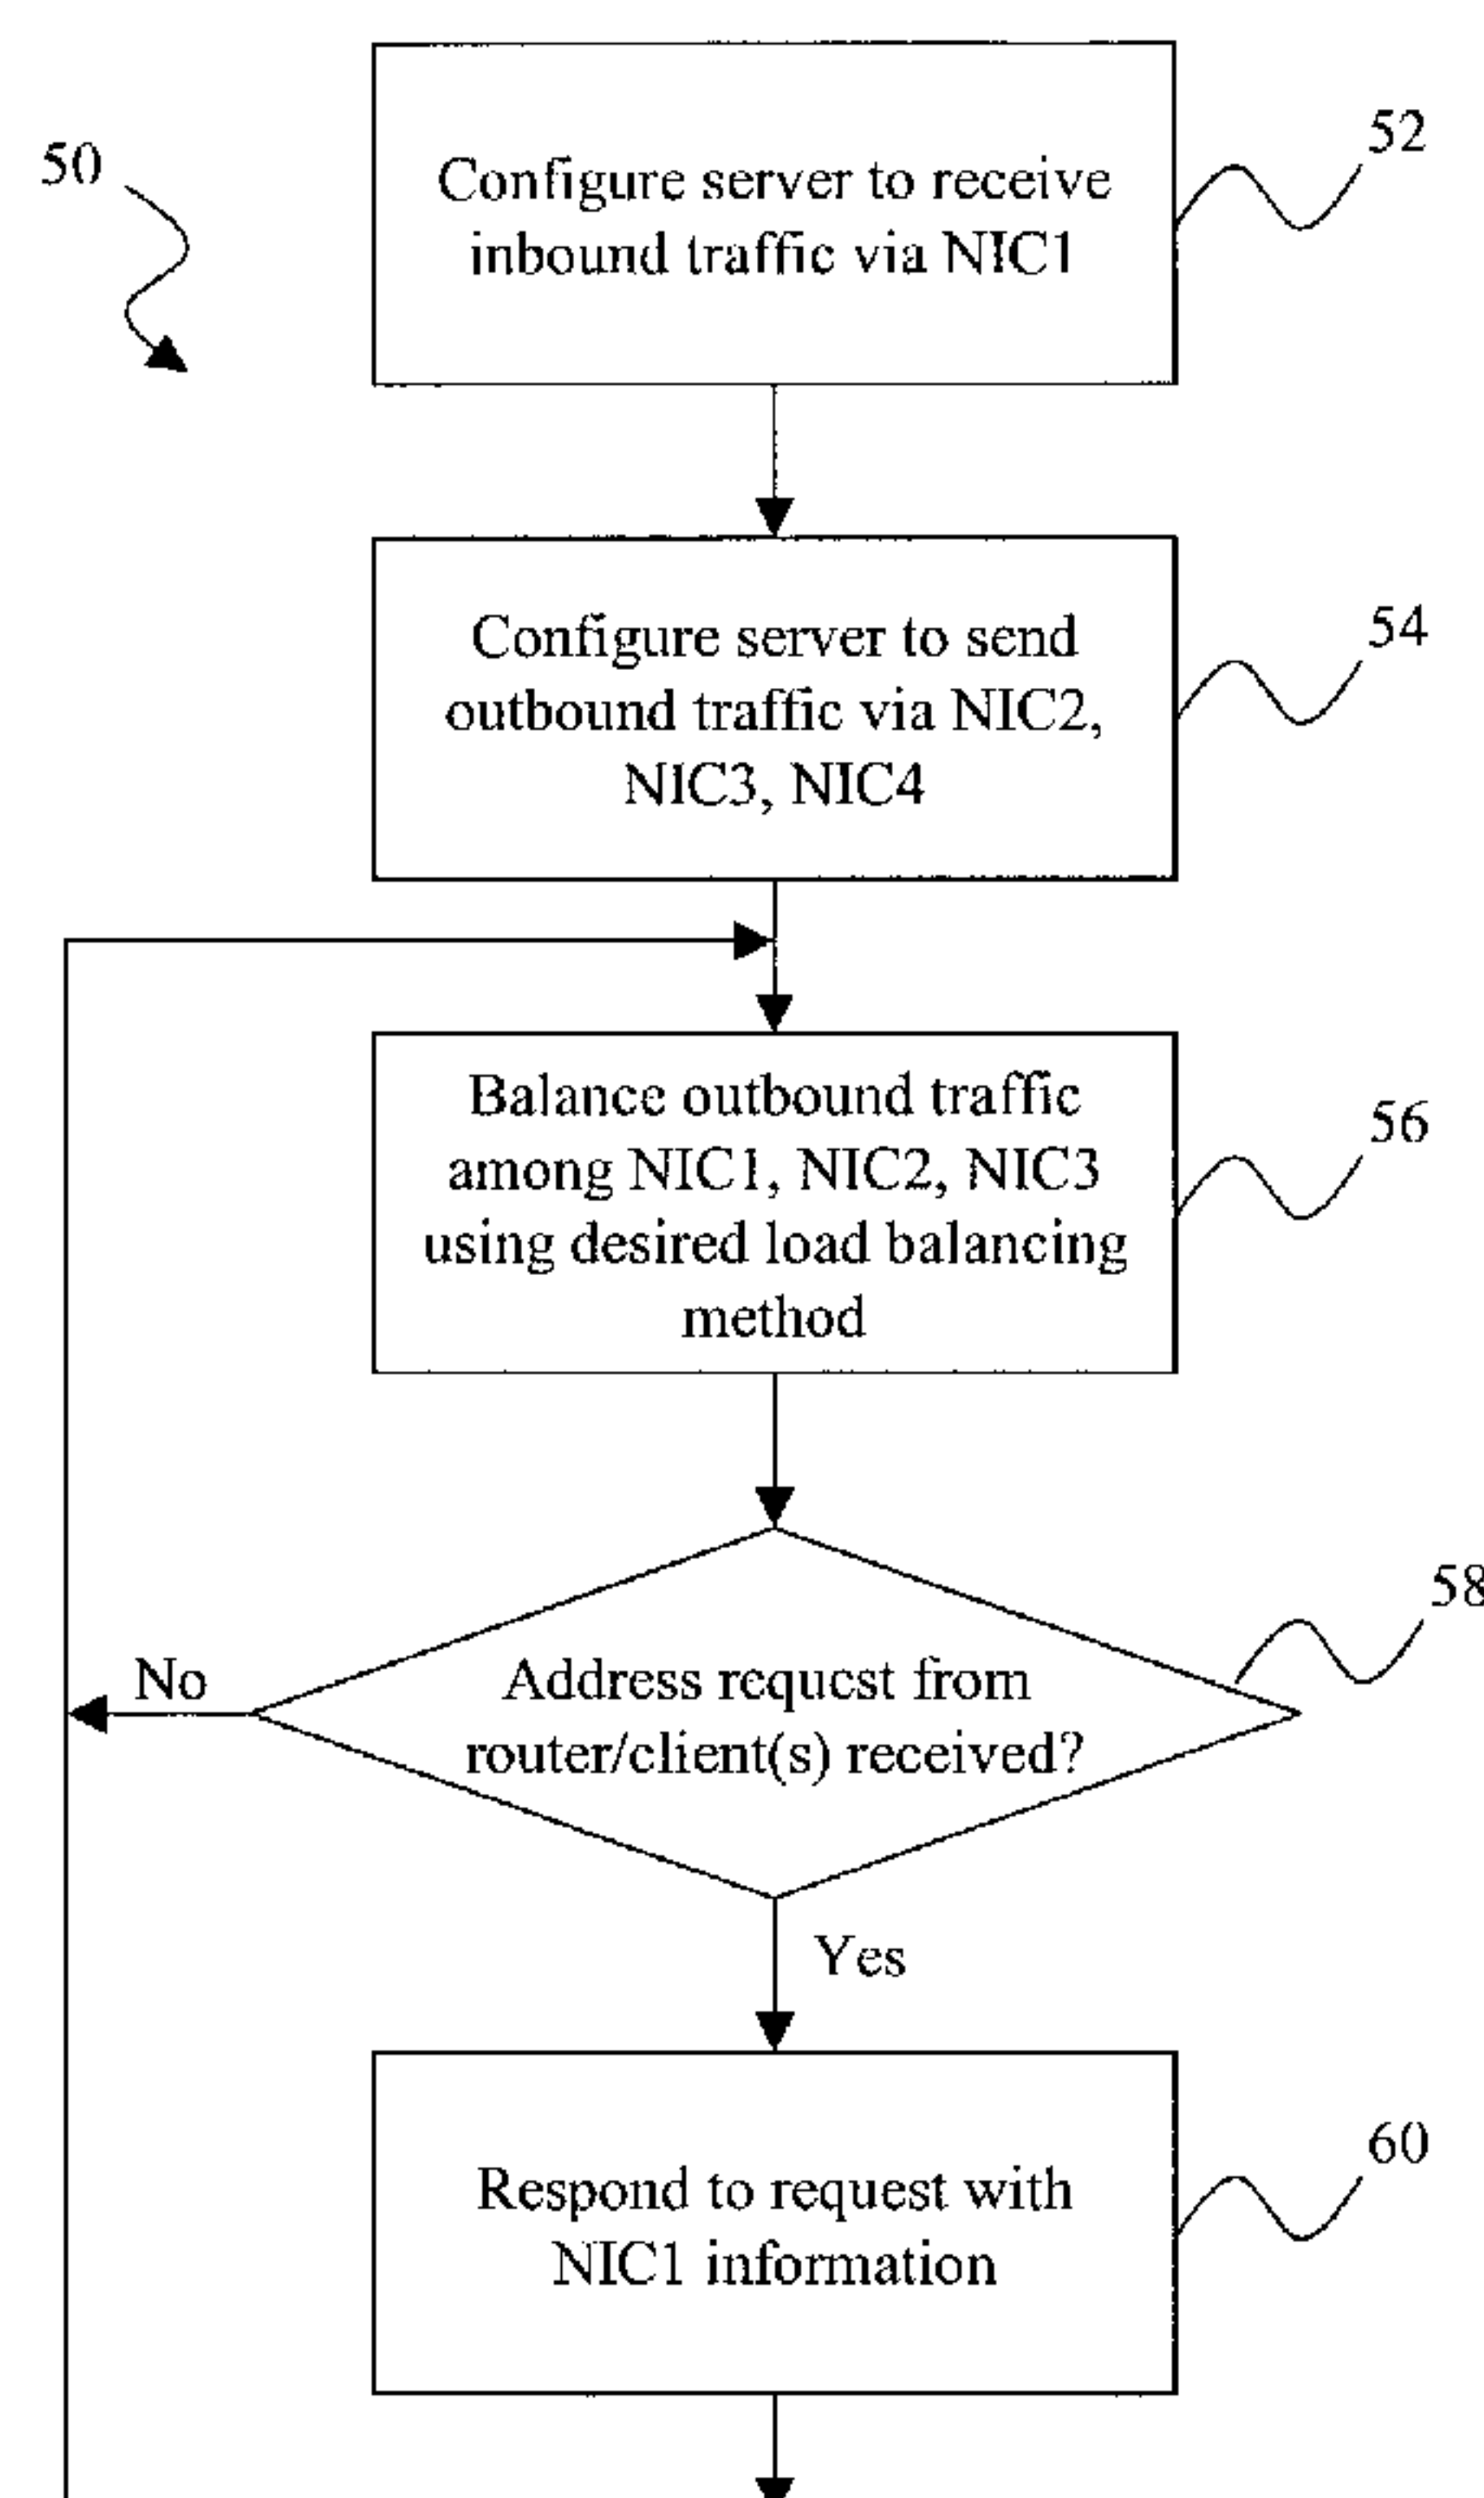 50
52
Configure server to receive
inbound traffic via NIC1
54
Configure server to send
outbound traffic via NIC2,
NIC3, NIC4
56
Balance outbound traffic
among NIC1, NIC2, NIC3
using desired load balancing
method
58
No
Address request from
router/client(s) received?
Yes
60
Respond to request with
NIC1 information